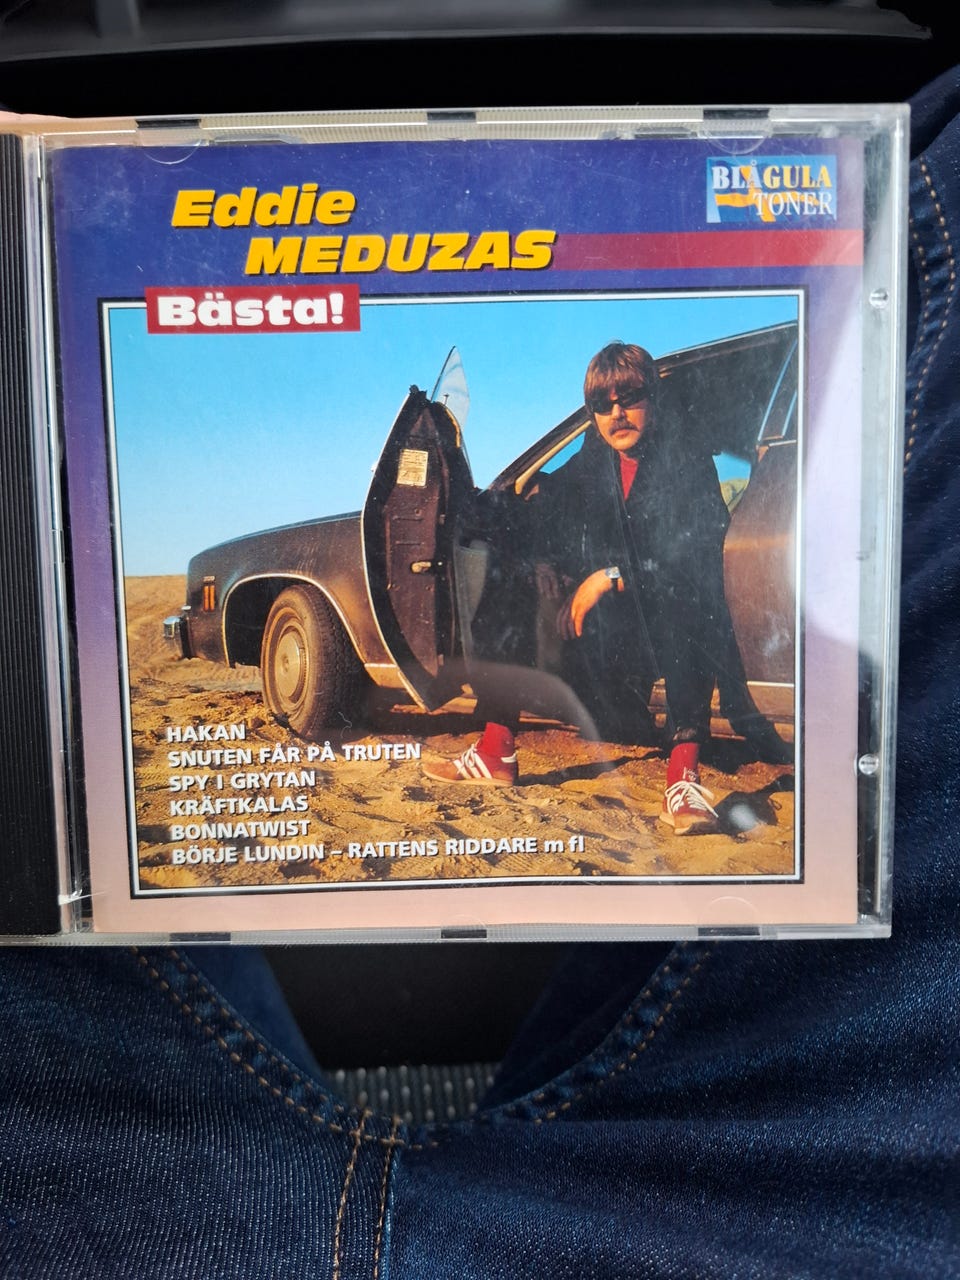 Eddie
MEDUZAS
Bästa!
BLÅGULA
TONER
HAKAN
SNUTEN FÅR PÅ TRUTEN
SPY I GRYTAN
KRÄFTKALAS
BONNATWIST
BÖRJE LUNDIN – RATTENS RIDDARE m fl